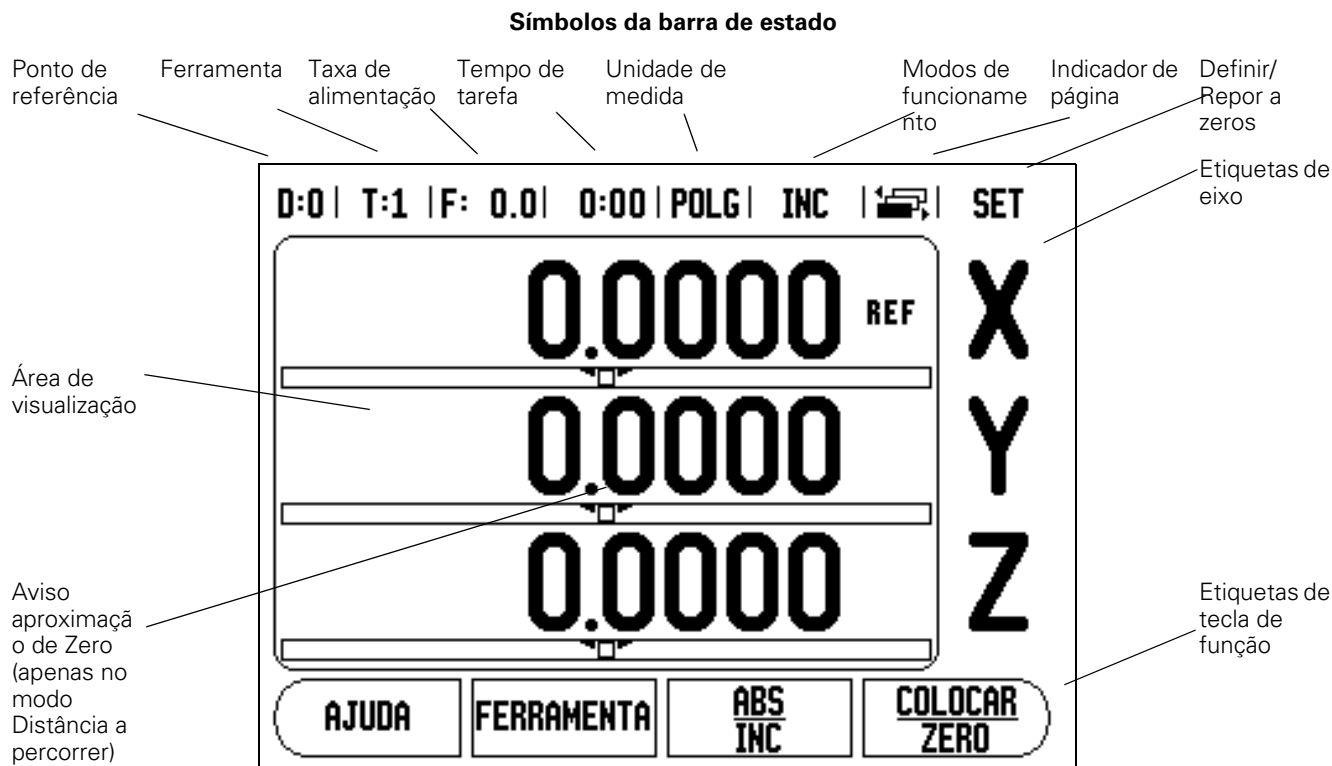 Símbolos da barra de estado
Ponto de
referência
Ferramenta
Taxa de
alimentação
Tempo de
tarefa
Unidade de
medida
Modos de
funcioname
nto
Indicador de
página
Definir/
Repor a
zeros
Etiquetas de
eixo
D:0 | T:1 | F: 0.0 | 0:00 | POLG | INC | | SET
0.0000 REF X
Área de
visualização
0.0000 Y
0.0000 Z
Aviso
aproximaçã
o de Zero
(apenas no
modo
Distância a
percorrer)
Etiquetas de
tecla de
função
AJUDA
FERRAMENTA
ABS
INC
COLOCAR
ZERO